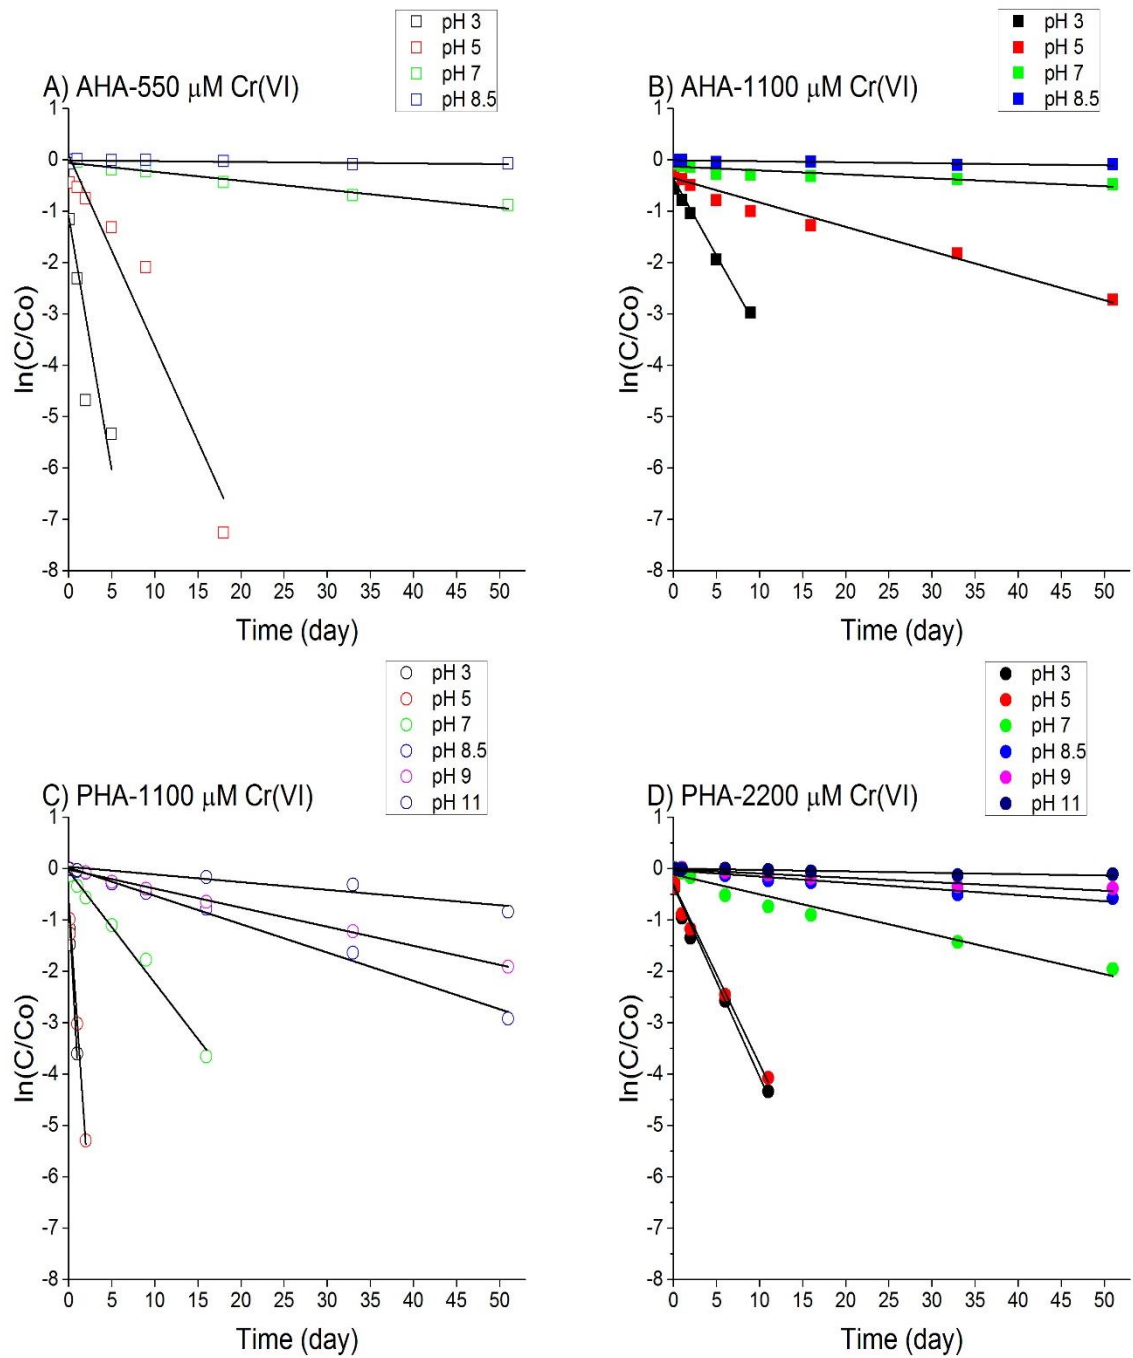 pH 3
pH 5
pH 7
pH 8.5
A) AHA-550 μM Cr(VI)
1
0
-1
-2
-3
-4
-5
-6
-7
-8
ln(C/Co)
0 5 10 15 20 25 30 35 40 45 50
Time (day)
pH 3
pH 5
pH 7
pH 8.5
B) AHA-1100 μM Cr(VI)
1
0
-1
-2
-3
-4
-5
-6
-7
-8
ln(C/Co)
0 5 10 15 20 25 30 35 40 45 50
Time (day)
pH 3
pH 5
pH 7
pH 8.5
pH 9
pH 11
C) PHA-1100 μM Cr(VI)
1
0
-1
-2
-3
-4
-5
-6
-7
-8
ln(C/Co)
0 5 10 15 20 25 30 35 40 45 50
Time (day)
pH 3
pH 5
pH 7
pH 8.5
pH 9
pH 11
D) PHA-2200 μM Cr(VI)
1
0
-1
-2
-3
-4
-5
-6
-7
-8
ln(C/Co)
0 5 10 15 20 25 30 35 40 45 50
Time (day)